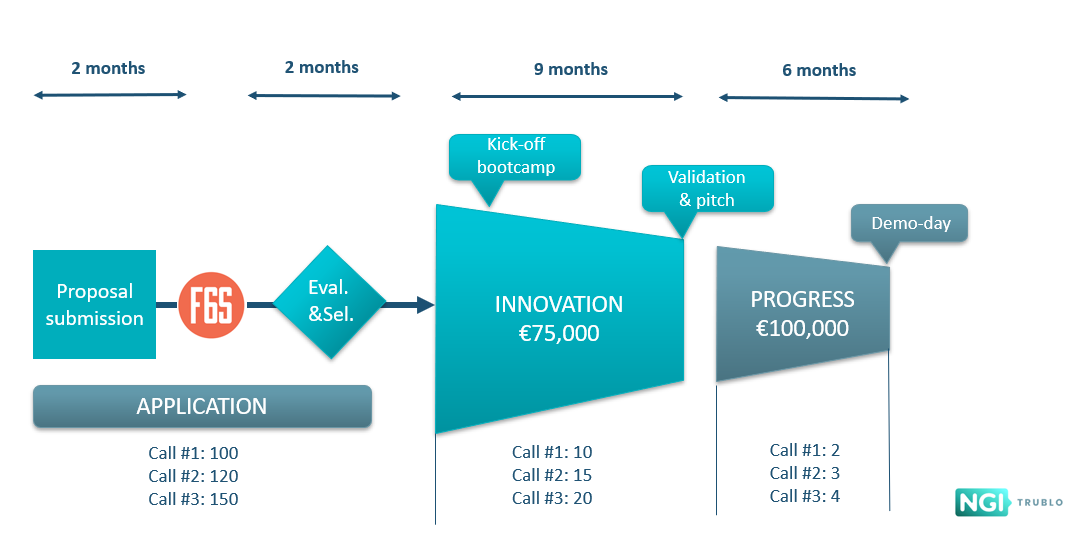 2 months
2 months
9 months
6 months
Kick-off
bootcamp
Validation
& pitch
Demo-day
Proposal
submission
F6S
Eval.
&Sel.
INNOVATION
€75,000
PROGRESS
€100,000
APPLICATION
Call #1: 100
Call #2: 120
Call #3: 150
Call #1: 10
Call #2: 15
Call #3: 20
Call #1: 2
Call #2: 3
Call #3: 4
NGI TRUBLO